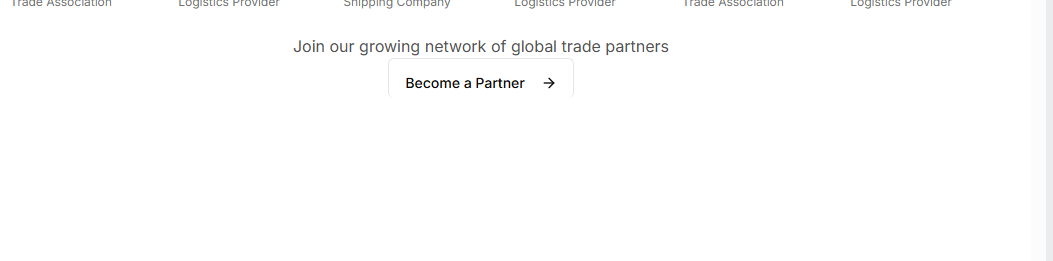 Trade Association Logistics Provider Shipping Company Logistics Provider Trade Association Logistics Provider
Join our growing network of global trade partners
Become a Partner →